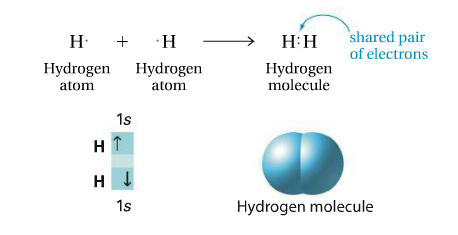 H· + ·H ⟶ H:H
shared pair
of electrons
Hydrogen
atom
Hydrogen
atom
Hydrogen
molecule
1s
H ↑
H ↓
1s
Hydrogen molecule